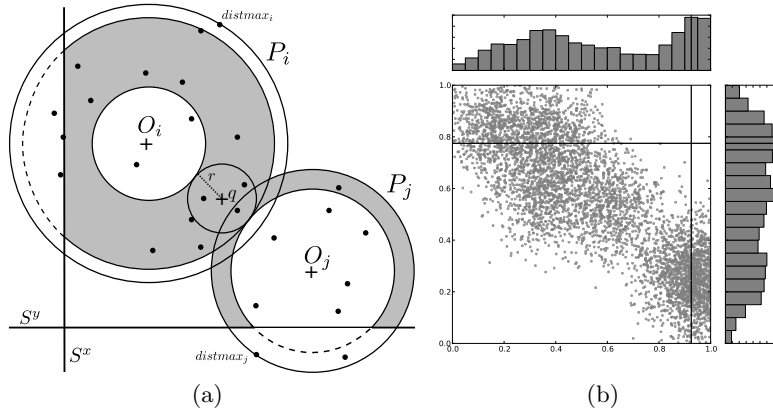 distmax_i
P_i
O_i
r
q
P_j
O_j
S^y
S^x
distmax_j
(a)
1.0
0.8
0.6
0.4
0.2
0.0
0.0 0.2 0.4 0.6 0.8 1.0
(b)